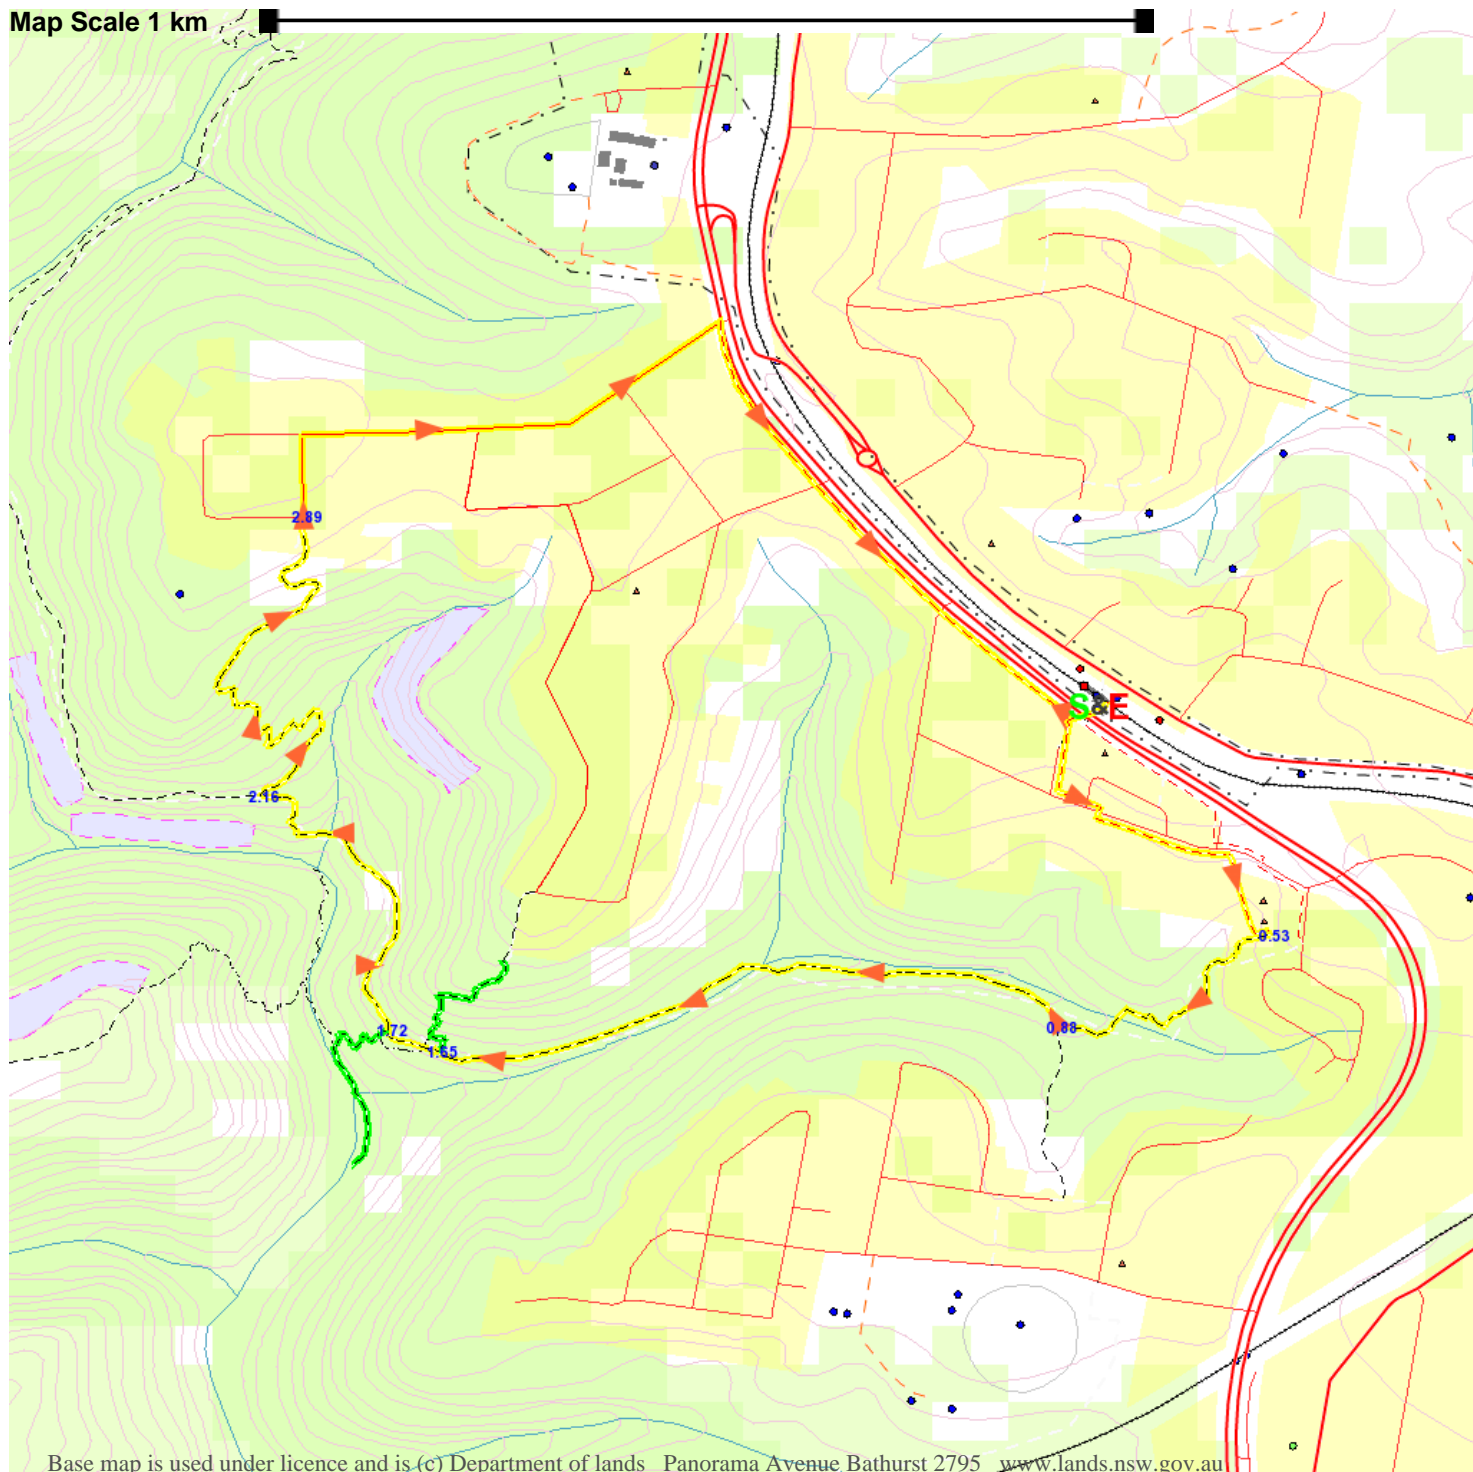 Map Scale 1 km
2.89
S&E
2.16
0.53
0.88
1.72
1.65
Base map is used under licence and is (c) Department of lands Panorama Avenue Bathurst 2795 www.lands.nsw.gov.au